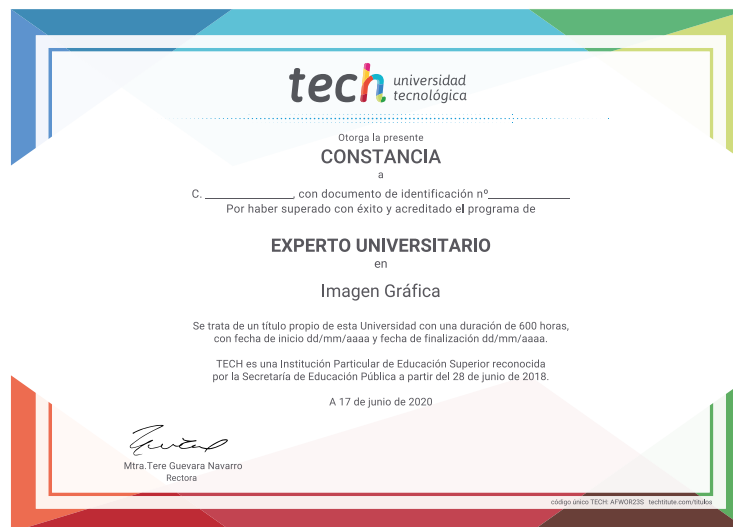 tech universidad
tecnológica
Otorga la presente
CONSTANCIA
a
C. ______________, con documento de identificación nº______________
Por haber superado con éxito y acreditado el programa de
EXPERTO UNIVERSITARIO
en
Imagen Gráfica
Se trata de un título propio de esta Universidad con una duración de 600 horas,
con fecha de inicio dd/mm/aaaa y fecha de finalización dd/mm/aaaa.
TECH es una Institución Particular de Educación Superior reconocida
por la Secretaría de Educación Pública a partir del 28 de junio de 2018.
A 17 de junio de 2020
Mtra.Tere Guevara Navarro
Rectora
código único TECH: AFWOR23S techtitute.com/titulos